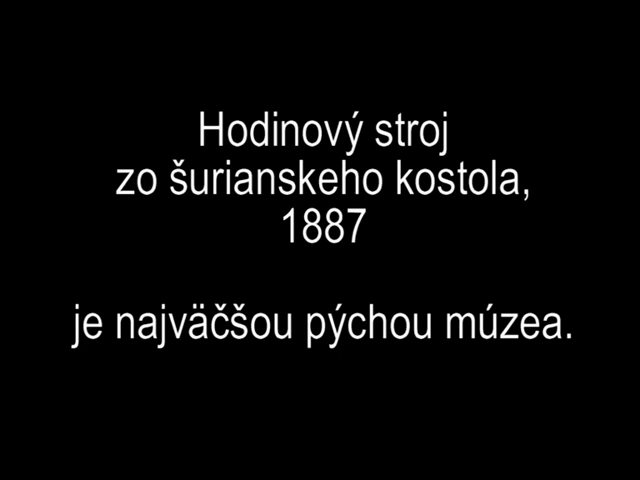 Hodinový stroj
zo šurianskeho kostola,
1887
je najväčšou pýchou múzea.